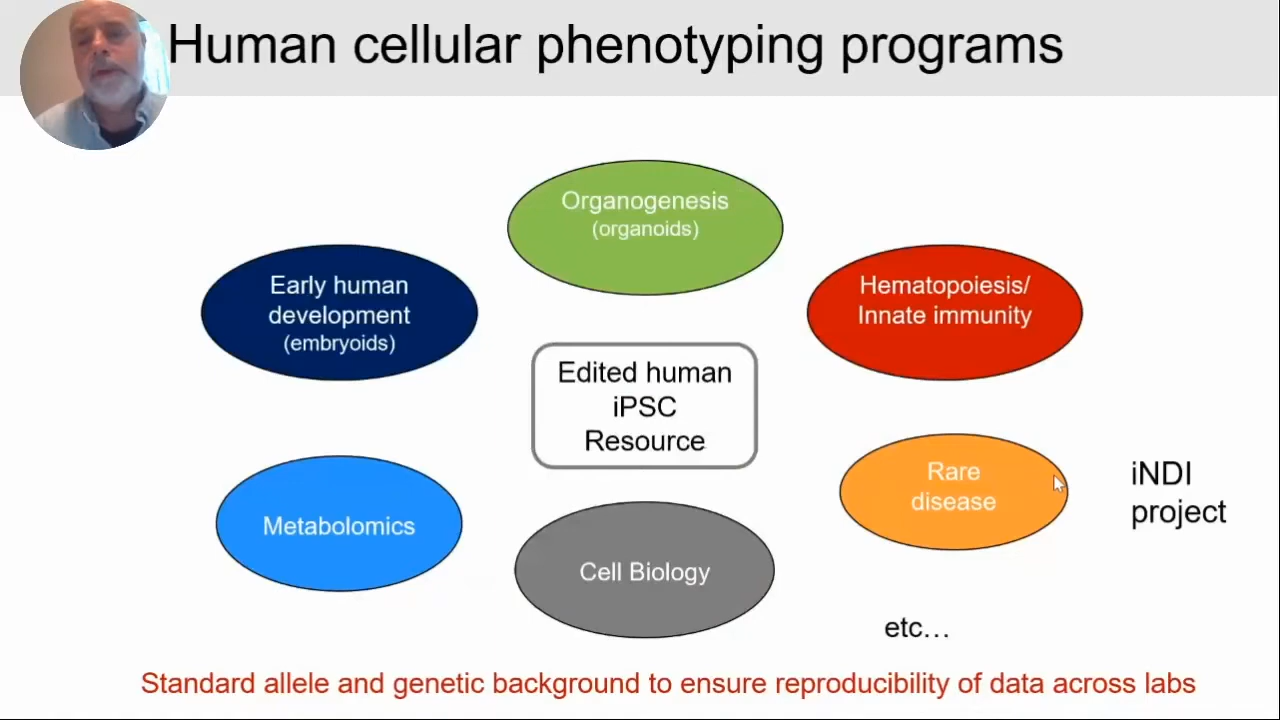 Human cellular phenotyping programs
Organogenesis
(organoids)
Early human
development
(embryoids)
Hematopoiesis/
Innate immunity
Edited human
iPSC
Resource
Rare
disease
iNDI
project
Metabolomics
Cell Biology
etc…
Standard allele and genetic background to ensure reproducibility of data across labs